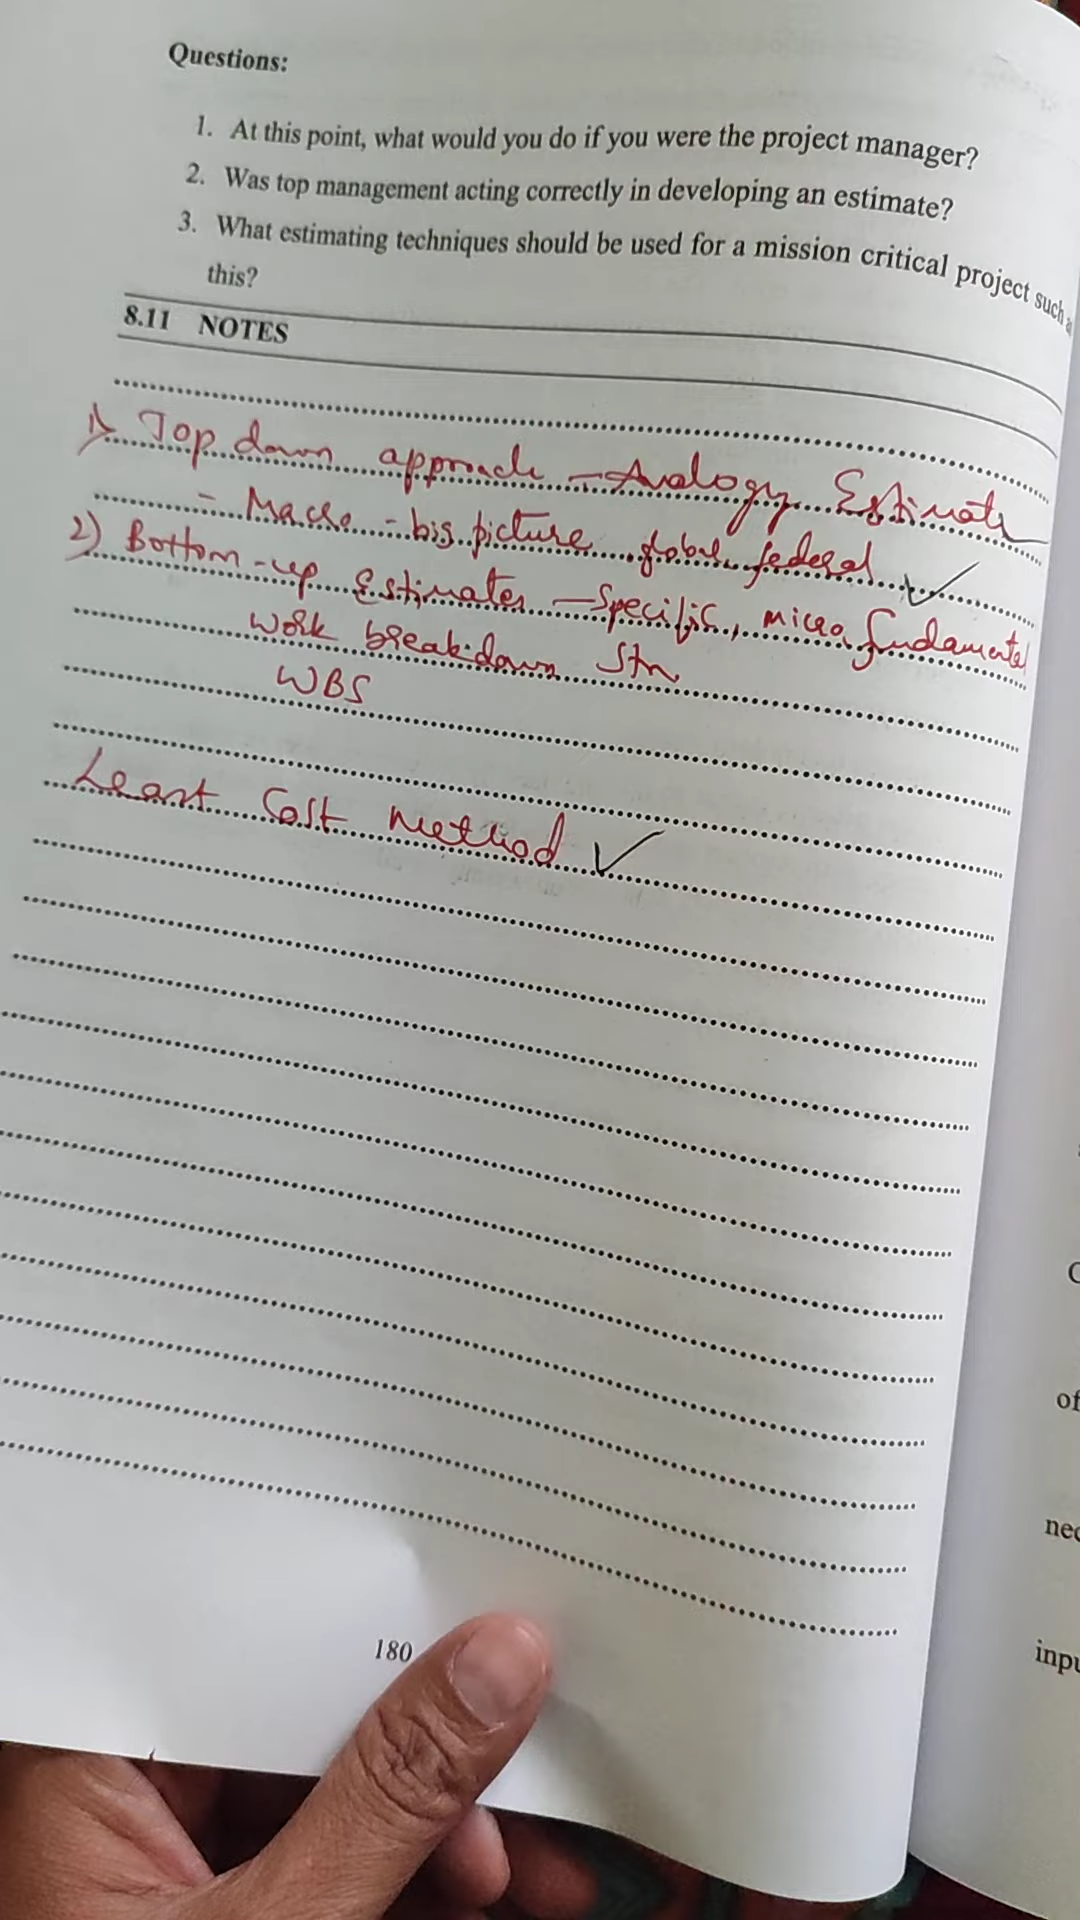 Questions:
1. At this point, what would you do if you were the project manager?
2. Was top management acting correctly in developing an estimate?
3. What estimating techniques should be used for a mission critical project such
this?
8.11 NOTES
1) Top down approach - Analogy Estimate
- Macro - big picture global, federal ✓
2) Bottom-up Estimates - Specific, micro, fundamental
Work breakdown Str
WBS
Least Cost Method ✓
180
of